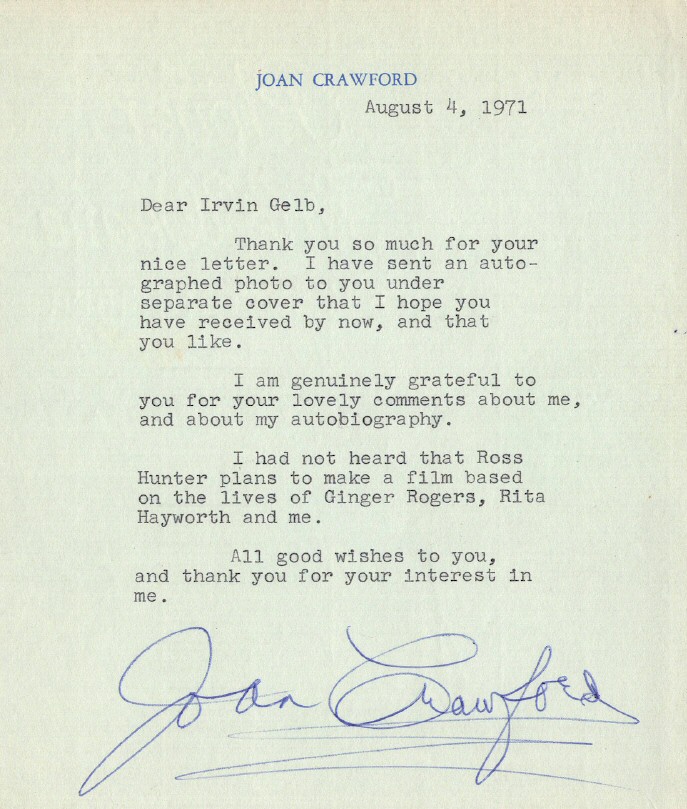 JOAN CRAWFORD
August 4, 1971
Dear Irvin Gelb,
Thank you so much for your
nice letter. I have sent an auto-
graphed photo to you under
separate cover that I hope you
have received by now, and that
you like.
I am genuinely grateful to
you for your lovely comments about me,
and about my autobiography.
I had not heard that Ross
Hunter plans to make a film based
on the lives of Ginger Rogers, Rita
Hayworth and me.
All good wishes to you,
and thank you for your interest in
me.
Joan Crawford